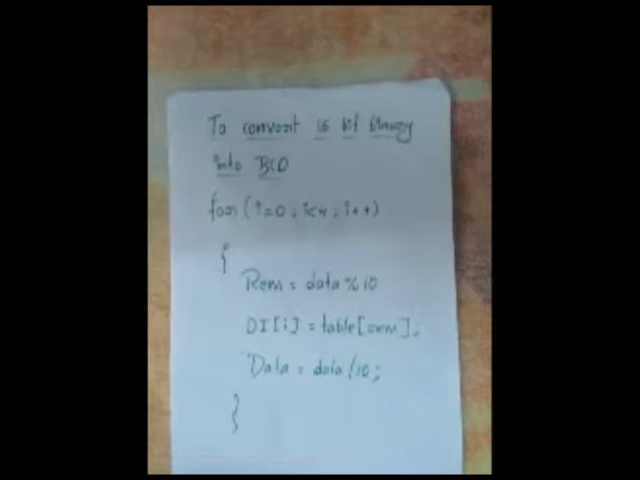 To convert 16 bit binary
into BCD
for (i=0; i<4; i++)
{
Rem = data % 10
DI[i] = table[rem];
Data = data/10;
}